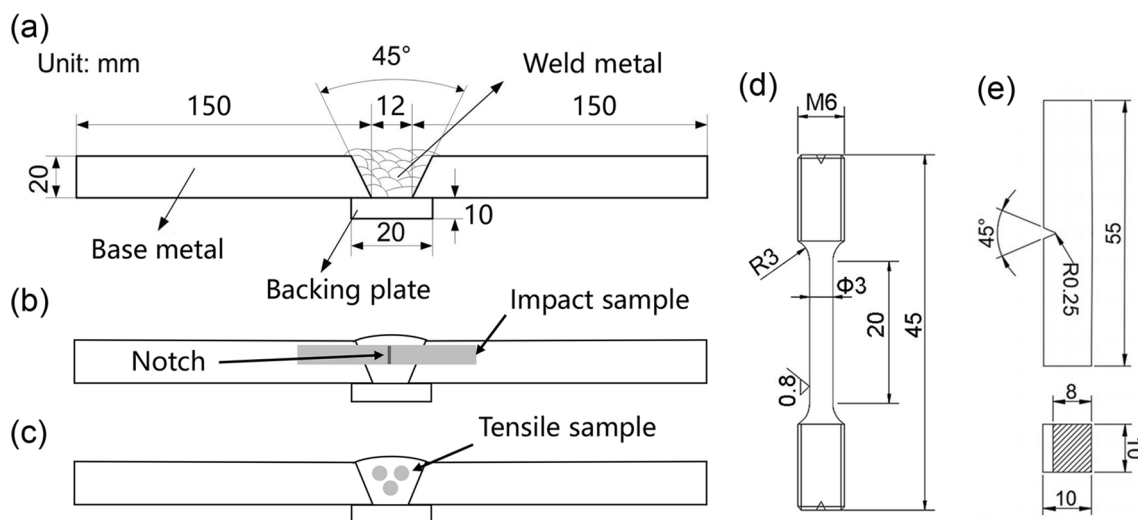 (a)
Unit: mm
45°
Weld metal
150
12
150
20
10
20
Base metal
Backing plate
(b)
Impact sample
Notch
(c)
Tensile sample
(d)
M6
R3
Φ3
20
45
0.8
(e)
45°
R0.25
55
8
10
10